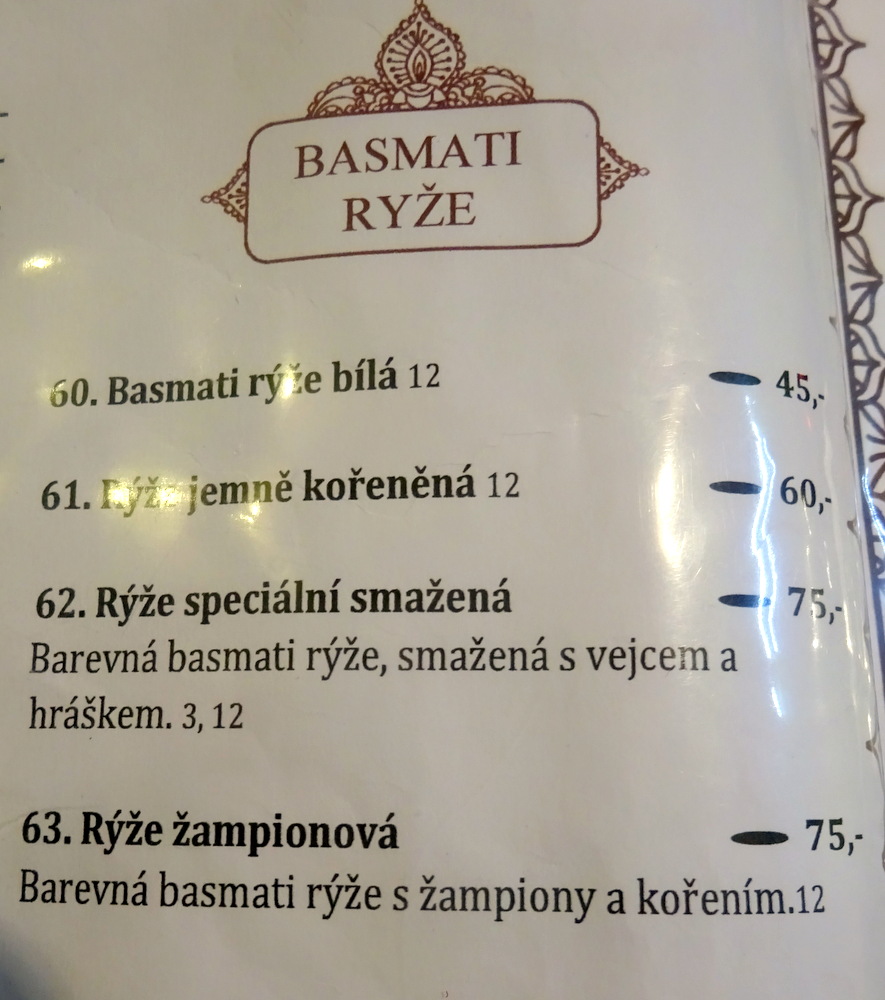 BASMATI
RYŽE
60. Basmati rýže bílá 12 45,-
61. Rýže jemně kořeněná 12 60,-
62. Rýže speciální smažená 75,-
Barevná basmati rýže, smažená s vejcem a
hráškem. 3, 12
63. Rýže žampionová 75,-
Barevná basmati rýže s žampiony a kořením.12